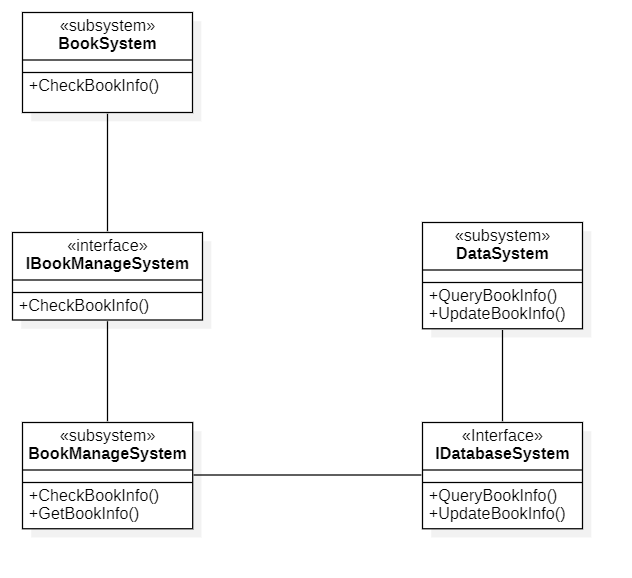 «subsystem»
BookSystem
+CheckBookInfo()
«interface»
IBookManageSystem
+CheckBookInfo()
«subsystem»
DataSystem
+QueryBookInfo()
+UpdateBookInfo()
«subsystem»
BookManageSystem
+CheckBookInfo()
+GetBookInfo()
«Interface»
IDatabaseSystem
+QueryBookInfo()
+UpdateBookInfo()